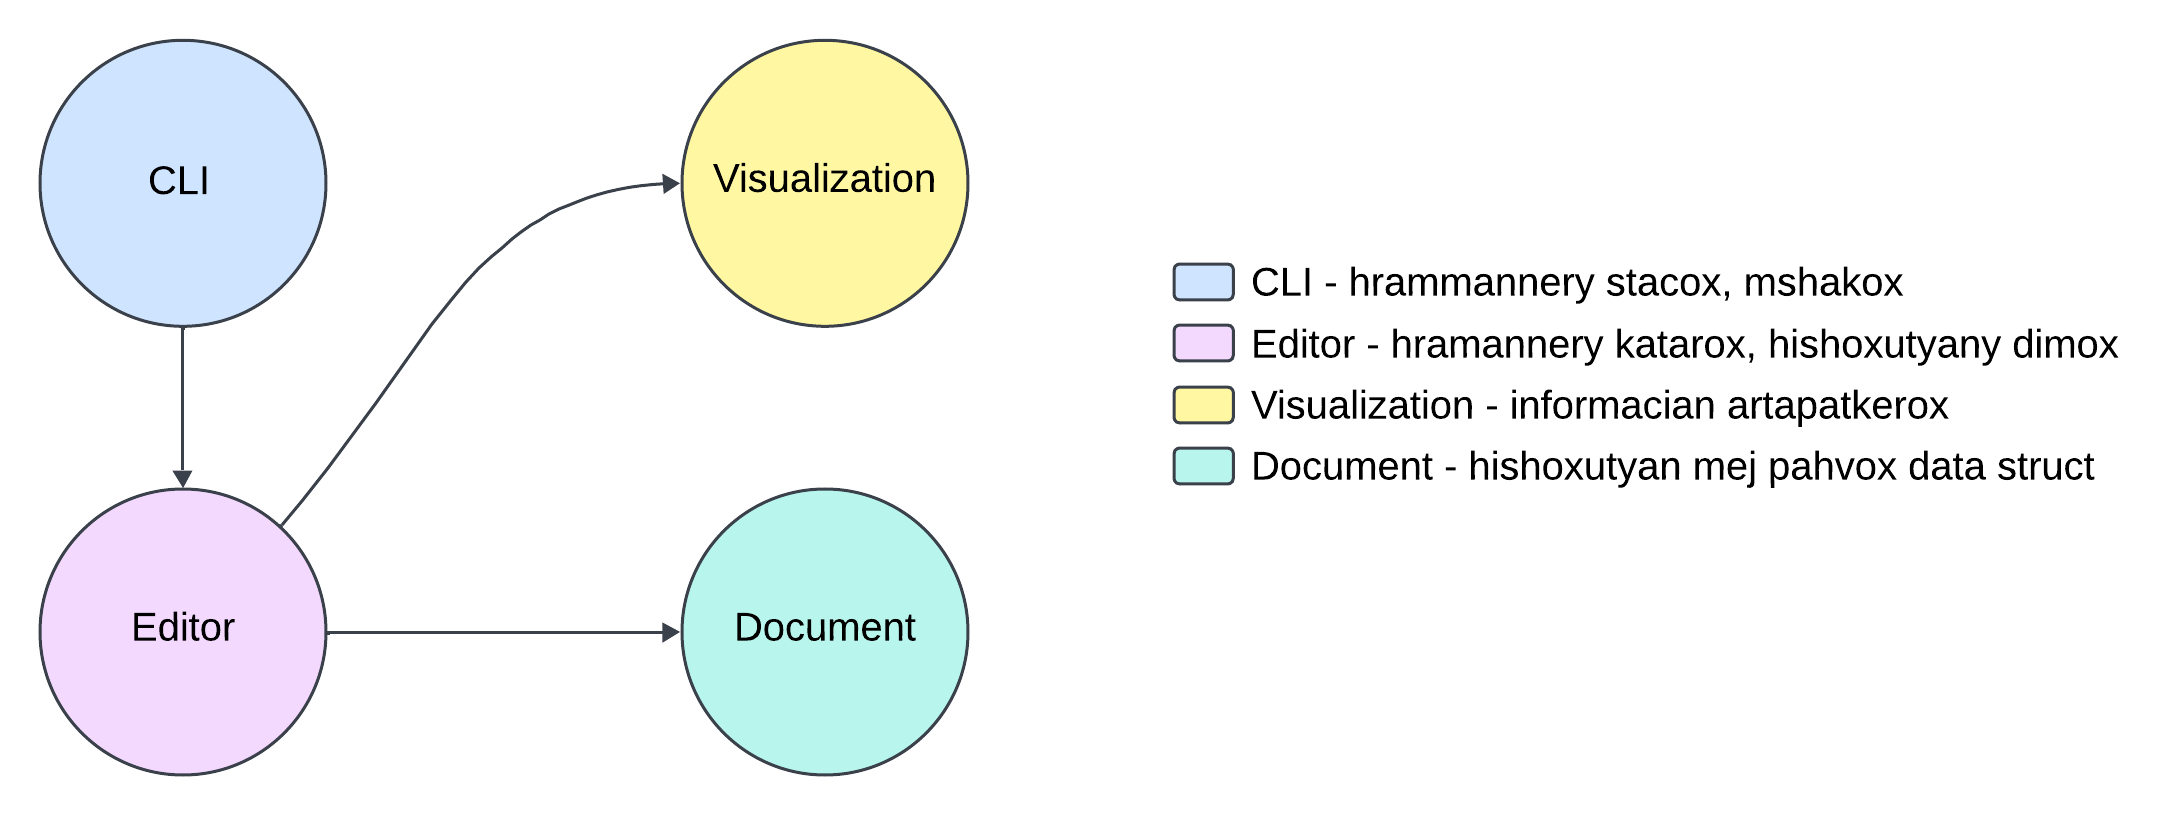 CLI
Visualization
Editor
Document
CLI - hrammannery stacox, mshakox
Editor - hramannery katarox, hishoxutyany dimox
Visualization - informacian artapatkerox
Document - hishoxutyan mej pahvox data struct